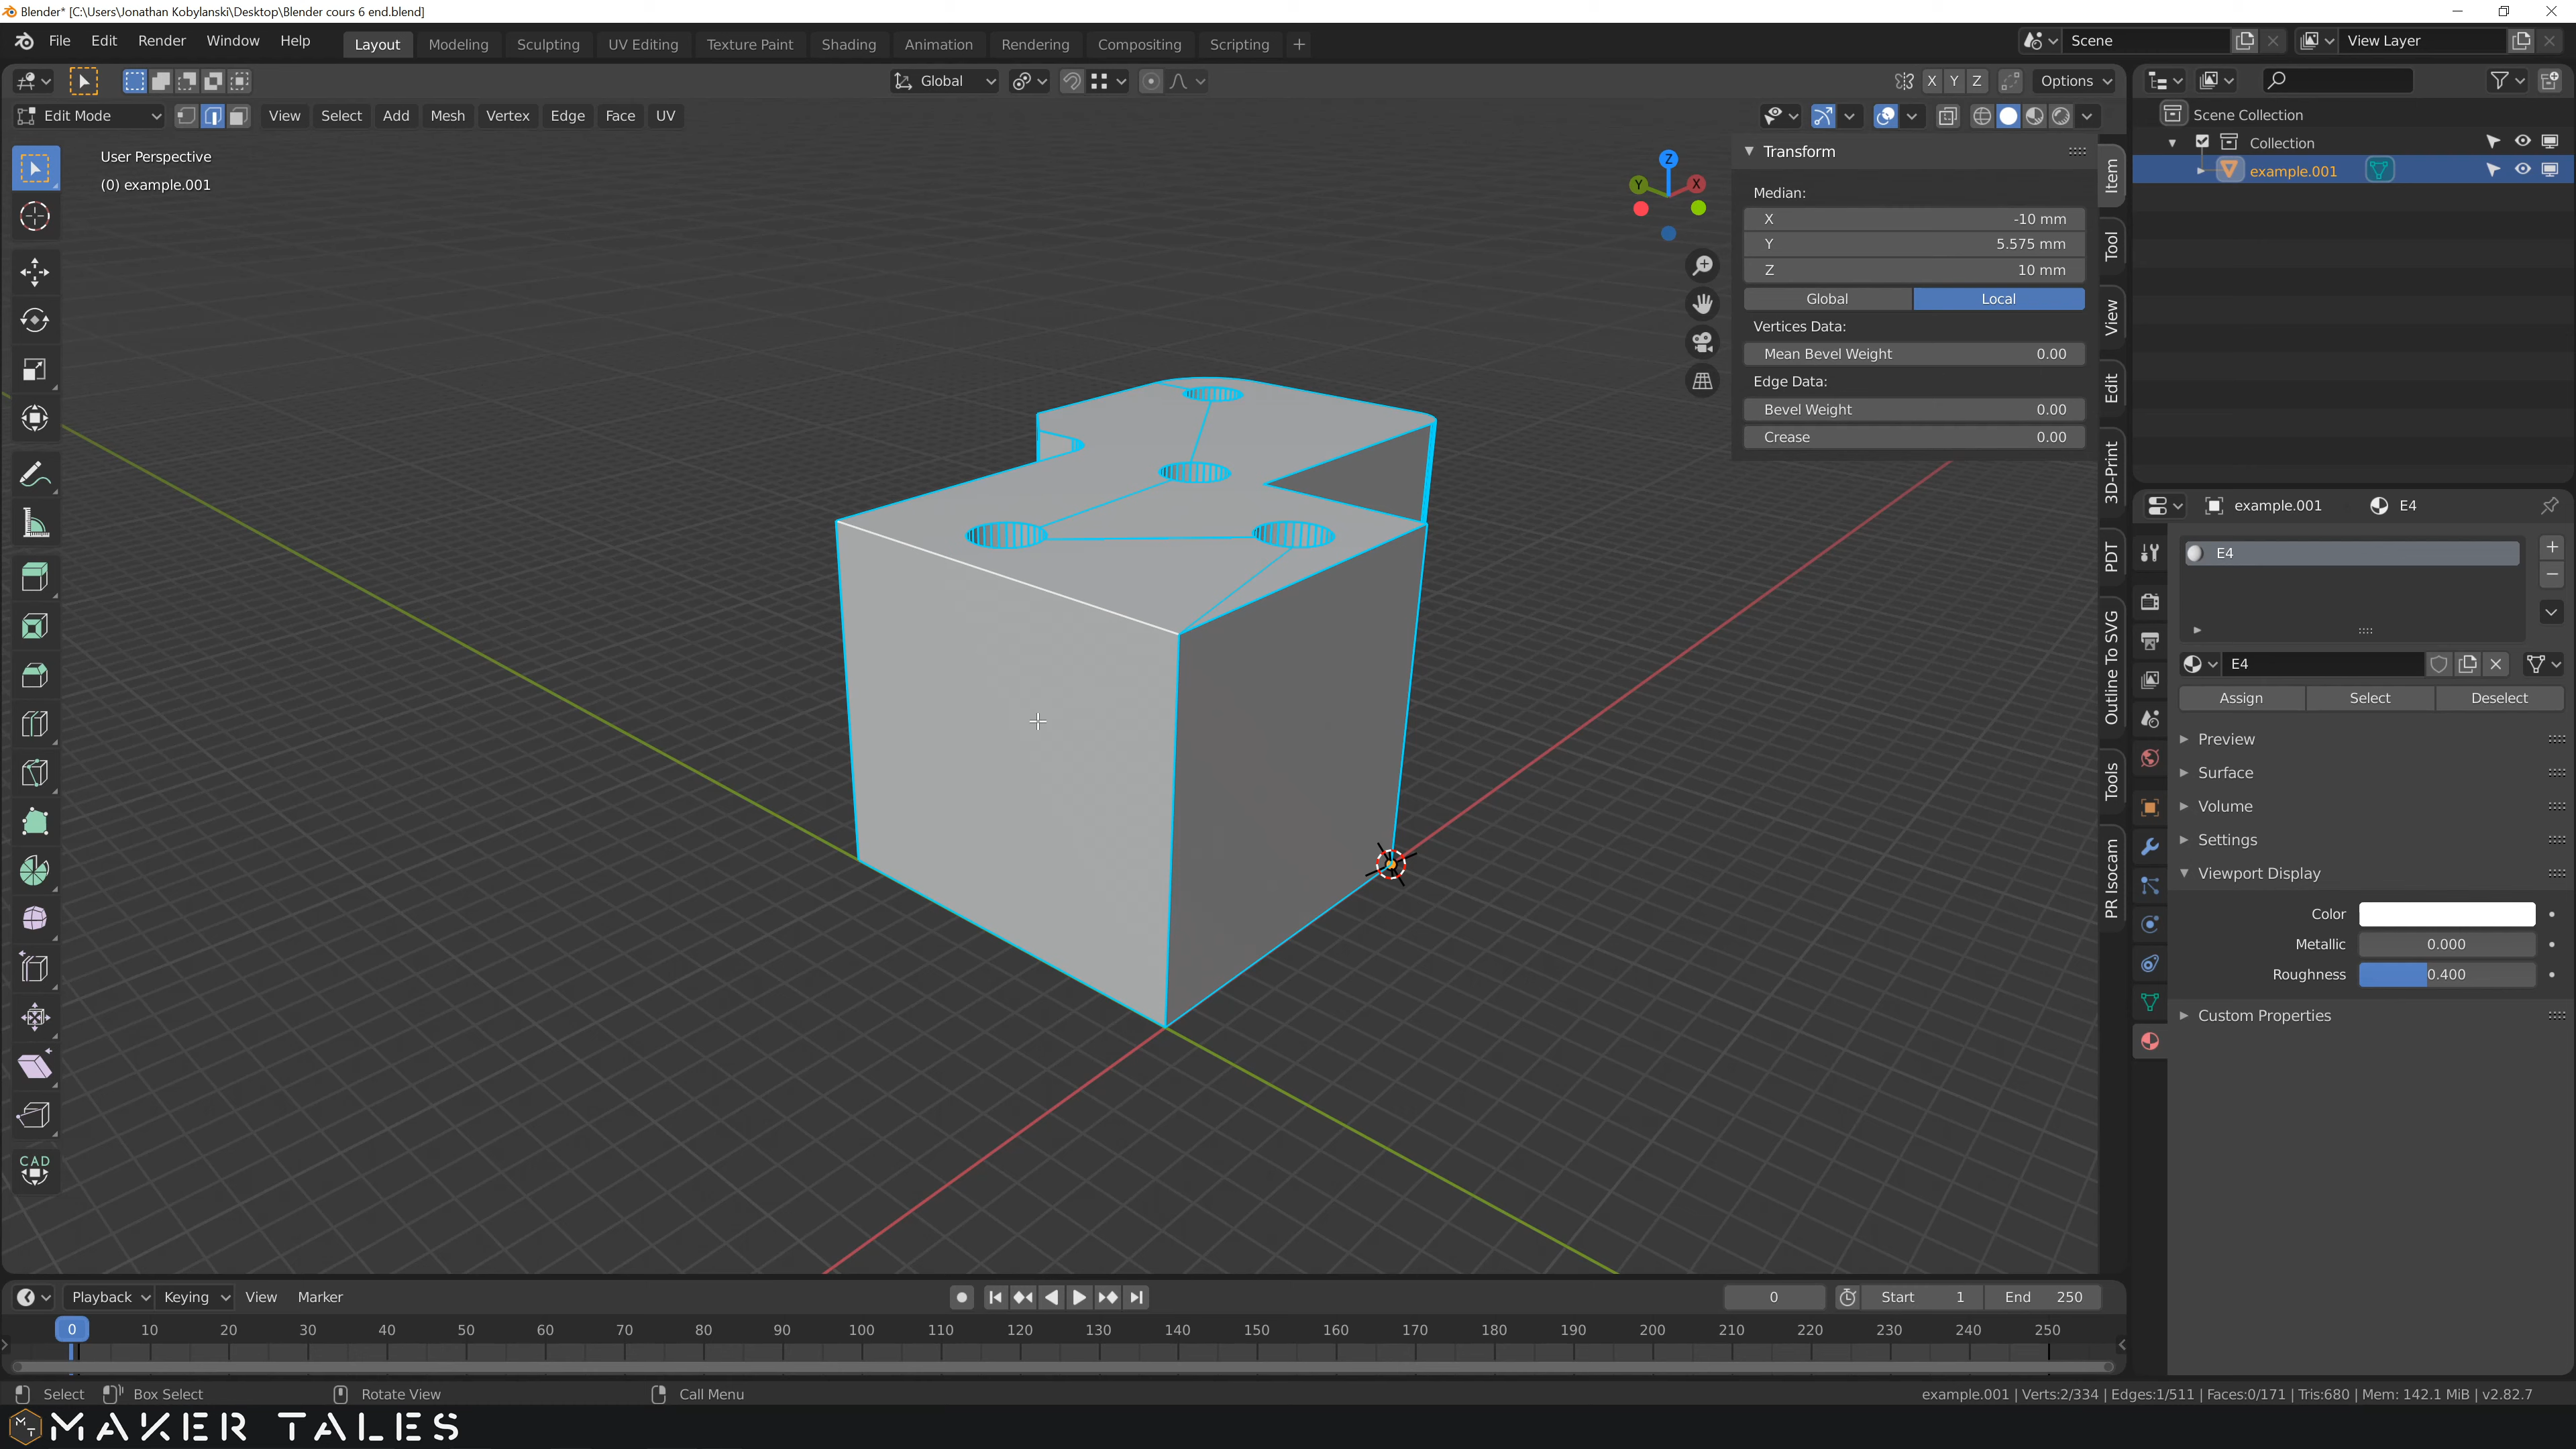 Blender* [C:\Users\Jonathan Kobylanski\Desktop\Blender cours 6 end.blend]
File Edit Render Window Help Layout Modeling Sculpting UV Editing Texture Paint Shading Animation Rendering Compositing Scripting + Scene View Layer
Global X Y Z Options
Edit Mode View Select Add Mesh Vertex Edge Face UV
User Perspective
(0) example.001
Z
Y
X
Transform
Median:
X -10 mm
Y 5.575 mm
Z 10 mm
Global Local
Vertices Data:
Mean Bevel Weight 0.00
Edge Data:
Bevel Weight 0.00
Crease 0.00
Item
Tool
View
Edit
3D-Print
PDT
Outline To SVG
Tools
PR Isocam
CAD
Scene Collection
Collection
example.001
example.001 E4
E4
E4
Assign Select Deselect
Preview
Surface
Volume
Settings
Viewport Display
Color
Metallic 0.000
Roughness 0.400
Custom Properties
Playback Keying View Marker 0 Start 1 End 250
0 10 20 30 40 50 60 70 80 90 100 110 120 130 140 150 160 170 180 190 200 210 220 230 240 250
Select Box Select Rotate View Call Menu example.001 | Verts:2/334 | Edges:1/511 | Faces:0/171 | Tris:680 | Mem: 142.1 MiB | v2.82.7
MT MAKER TALES